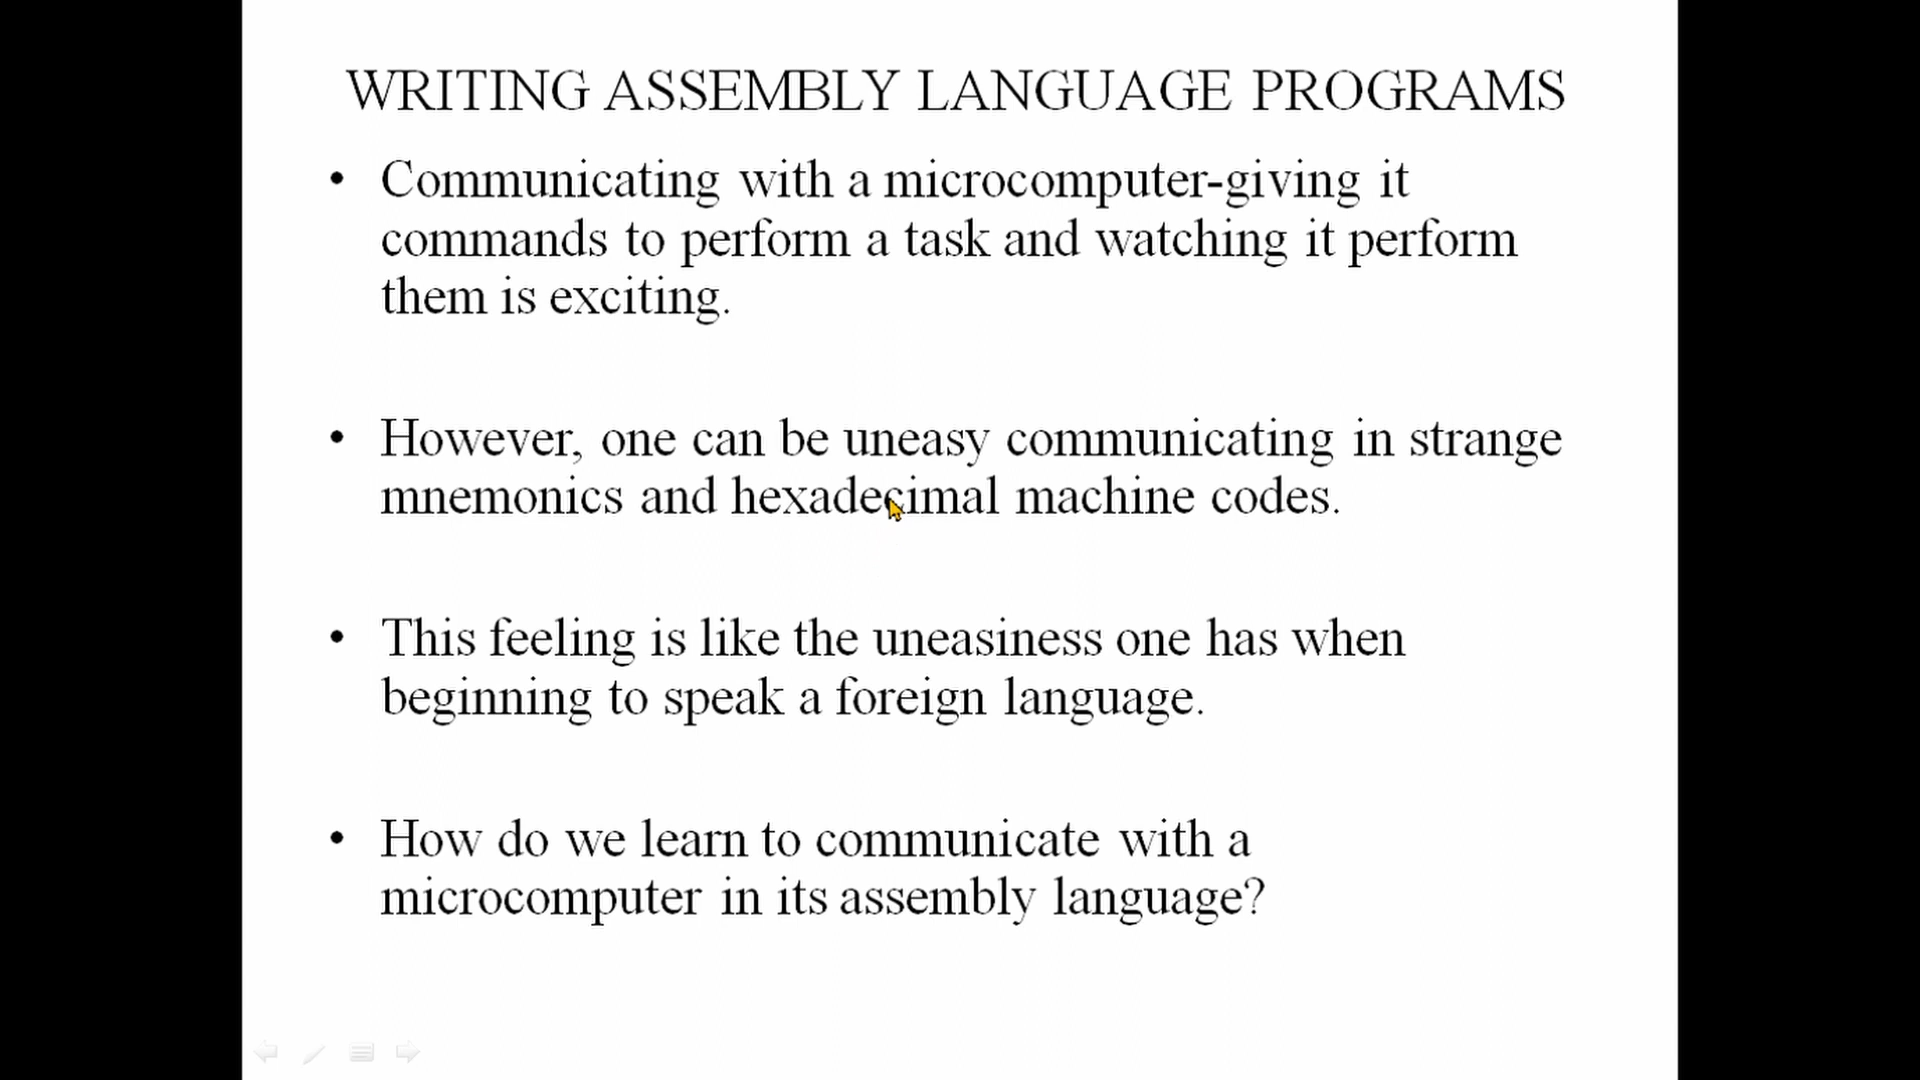 WRITING ASSEMBLY LANGUAGE PROGRAMS
• Communicating with a microcomputer-giving it
commands to perform a task and watching it perform
them is exciting.
• However, one can be uneasy communicating in strange
mnemonics and hexadecimal machine codes.
• This feeling is like the uneasiness one has when
beginning to speak a foreign language.
• How do we learn to communicate with a
microcomputer in its assembly language?